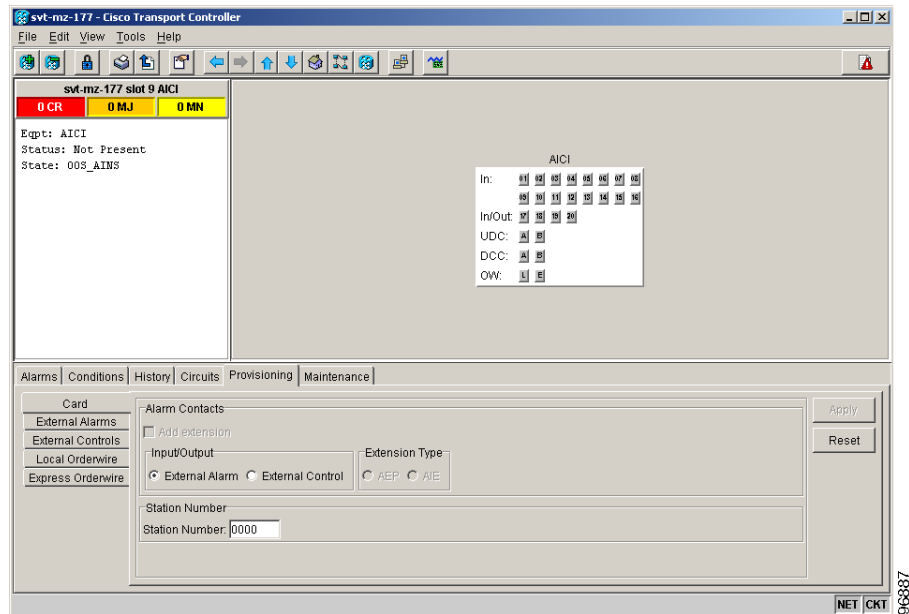 svt-mz-177 - Cisco Transport Controller
File Edit View Tools Help
svt-mz-177 slot 9 AICI
0 CR 0 MJ 0 MN
Eqpt: AICI
Status: Not Present
State: OOS_AINS
AICI
In: 01 02 03 04 05 06 07 08
09 10 11 12 13 14 15 16
In/Out: 17 18 19 20
UDC: A B
DCC: A B
OW: L E
Alarms Conditions History Circuits Provisioning Maintenance
Card
External Alarms
External Controls
Local Orderwire
Express Orderwire
Alarm Contacts
Add extension
Input/Output Extension Type
External Alarm External Control AEP AIE
Station Number
Station Number: 0000
Apply
Reset
NET CKT
96887